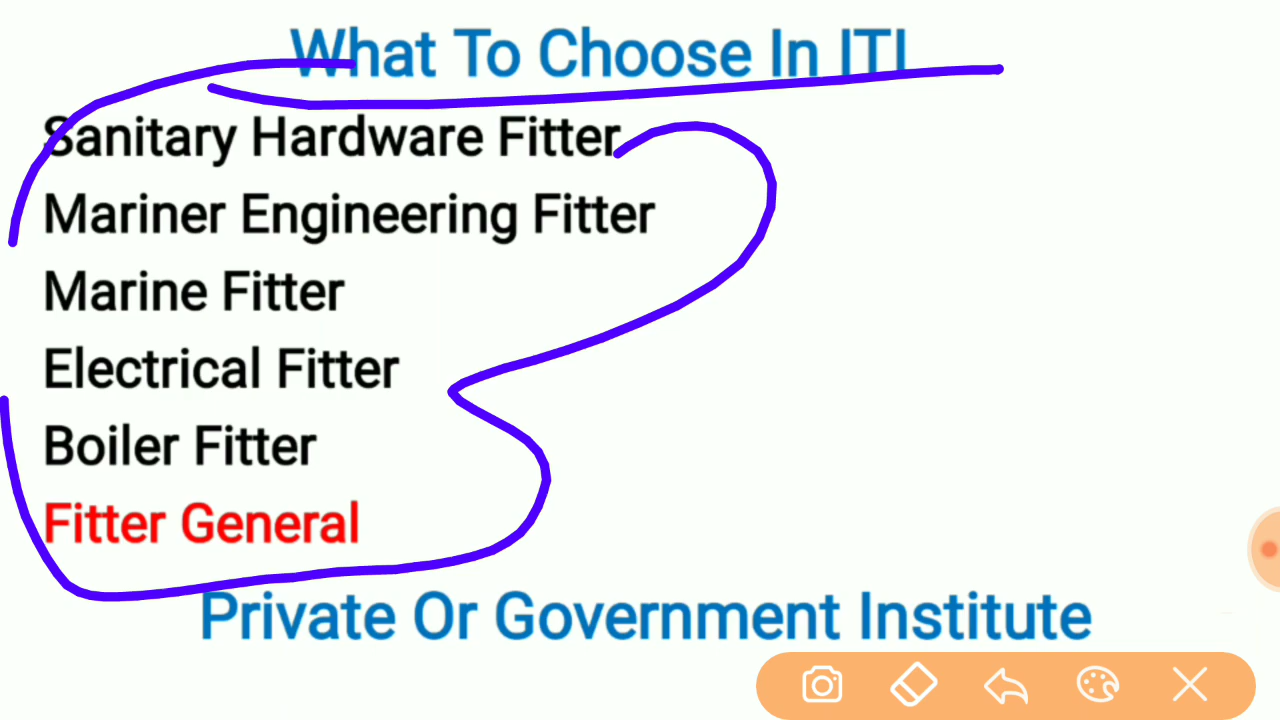 What To Choose In ITI
Sanitary Hardware Fitter
Mariner Engineering Fitter
Marine Fitter
Electrical Fitter
Boiler Fitter
Fitter General
Private Or Government Institute